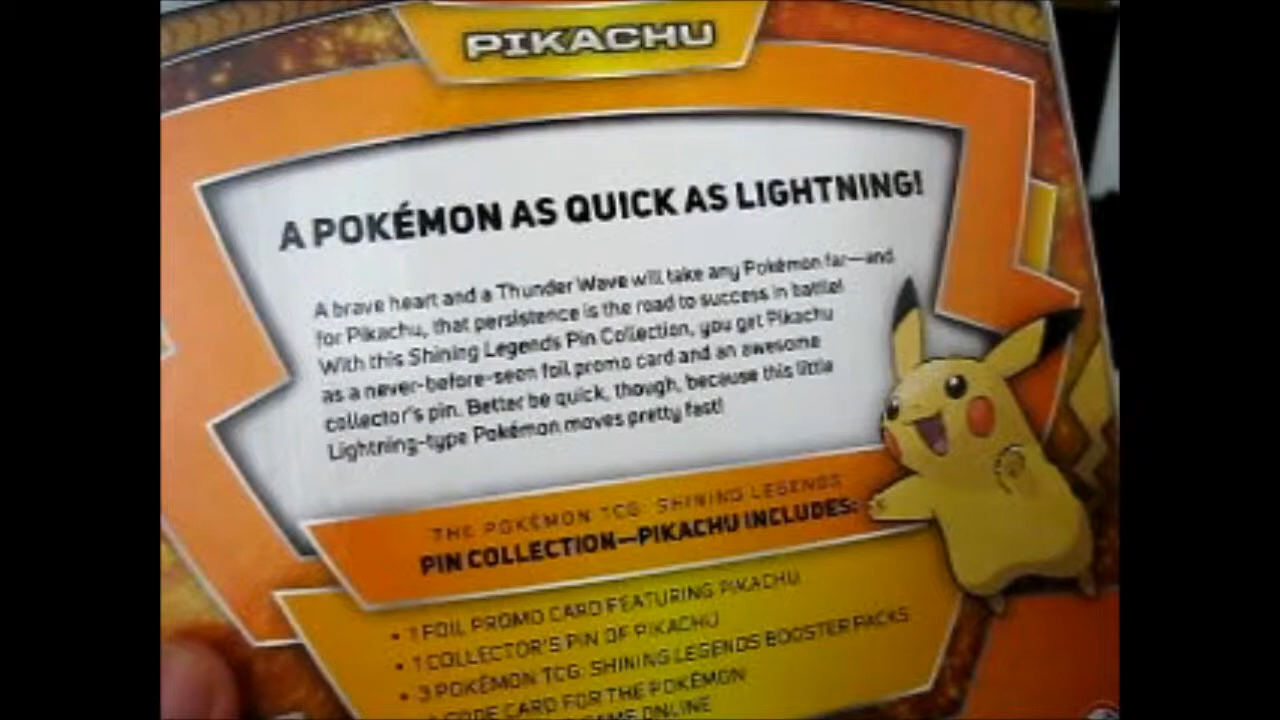 PIKACHU
A POKÉMON AS QUICK AS LIGHTNING!
A brave heart and a Thunder Wave will take any Pokémon far—and
for Pikachu, that persistence is the road to success in battle!
With this Shining Legends Pin Collection, you get Pikachu
as a never-before-seen foil promo card and an awesome
collector's pin. Better be quick, though, because this little
Lightning-type Pokémon moves pretty fast!
THE POKÉMON TCG: SHINING LEGENDS
PIN COLLECTION—PIKACHU INCLUDES:
• 1 FOIL PROMO CARD FEATURING PIKACHU
• 1 COLLECTOR'S PIN OF PIKACHU
• 3 POKÉMON TCG: SHINING LEGENDS BOOSTER PACKS
CODE CARD FOR THE POKÉMON
GAME ONLINE